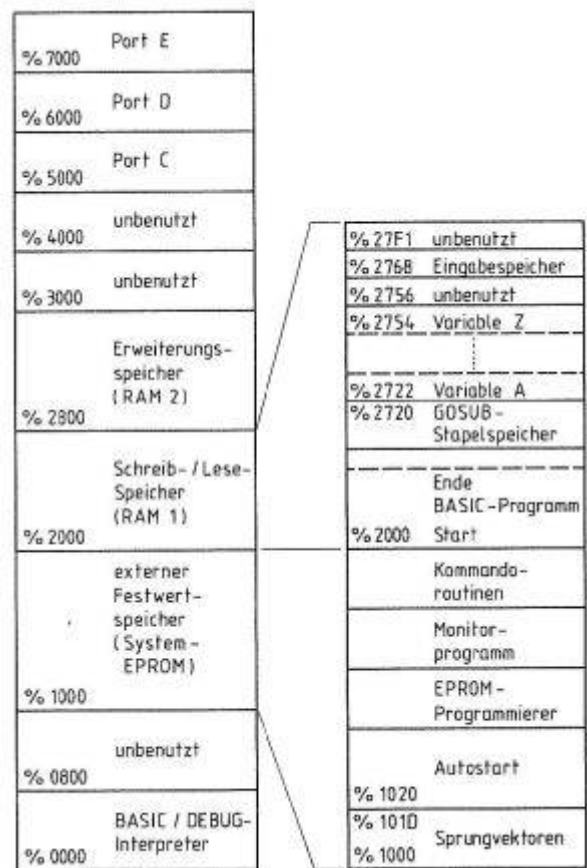 Port E
% 7000
Port D
% 6000
Port C
% 5000
unbenutzt
% 4000
unbenutzt
% 3000
Erweiterungs-
speicher
(RAM 2)
% 2800
Schreib-/Lese-
Speicher
(RAM 1)
% 2000
externer
Festwert-
speicher
(System-
EPROM)
% 1000
unbenutzt
% 0800
BASIC / DEBUG-
Interpreter
% 0000
% 27F1 unbenutzt
% 2768 Eingabespeicher
% 2756 unbenutzt
% 2754 Variable Z
% 2722 Variable A
% 2720 GOSUB-
Stapelspeicher
Ende
BASIC-Programm
% 2000 Start
Kommando-
routinen
Monitor-
programm
EPROM-
Programmierer
Autostart
% 1020
% 101D
Sprungvektoren
% 1000